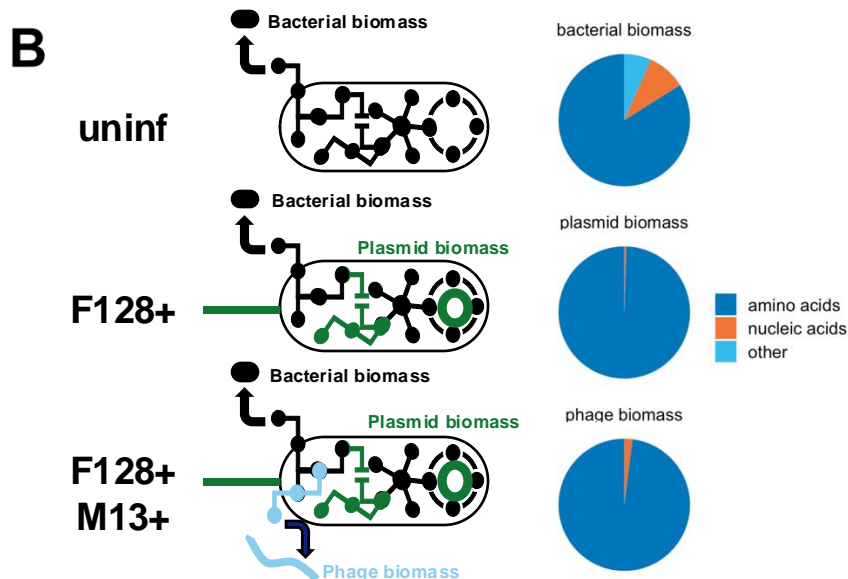 B
Bacterial biomass
bacterial biomass
uninf
Bacterial biomass
plasmid biomass
Plasmid biomass
F128+
amino acids
nucleic acids
other
Bacterial biomass
phage biomass
Plasmid biomass
F128+
M13+
Phage biomass